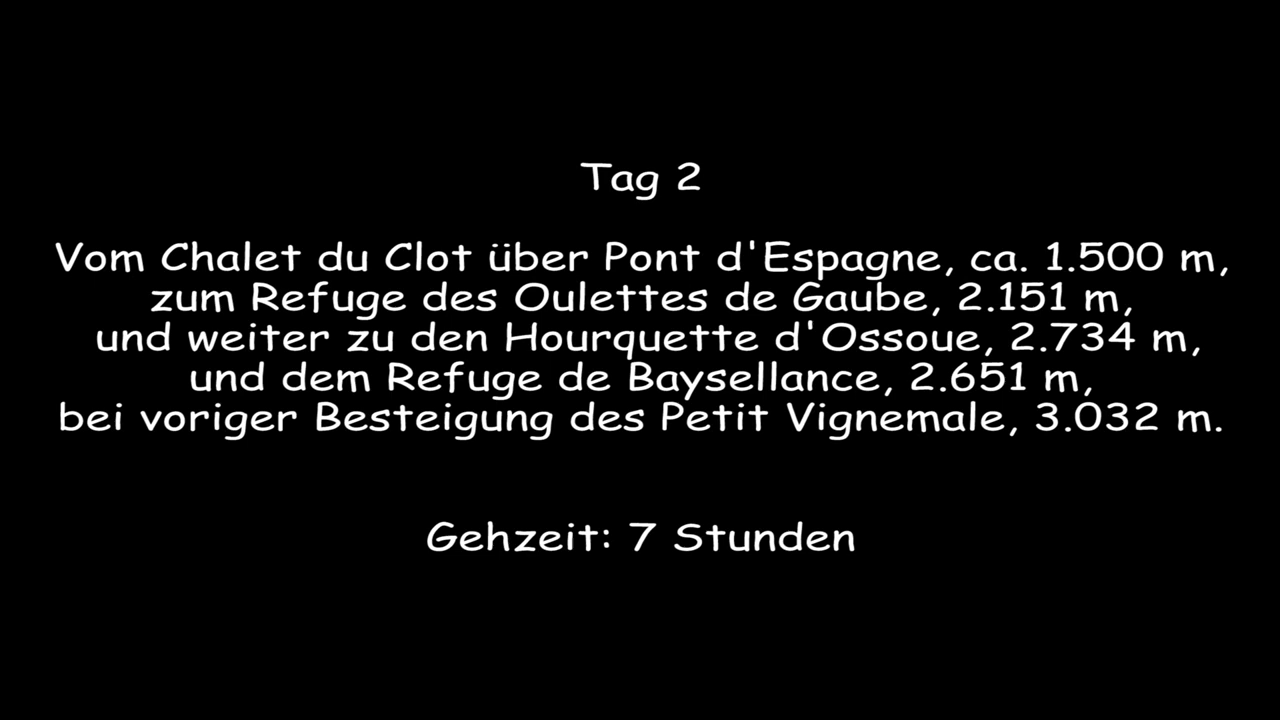 Tag 2
Vom Chalet du Clot über Pont d'Espagne, ca. 1.500 m,
zum Refuge des Oulettes de Gaube, 2.151 m,
und weiter zu den Hourquette d'Ossoue, 2.734 m,
und dem Refuge de Baysellance, 2.651 m,
bei voriger Besteigung des Petit Vignemale, 3.032 m.
Gehzeit: 7 Stunden